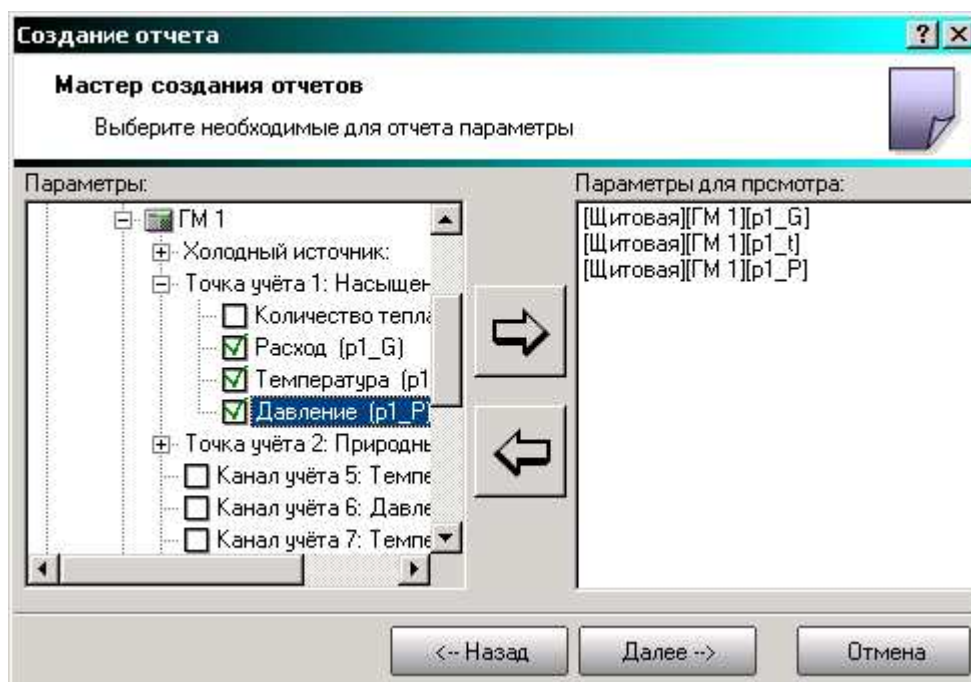 Создание отчета
Мастер создания отчетов
Выберите необходимые для отчета параметры
Параметры:
ГМ 1
Холодный источник:
Точка учёта 1: Насыщен
Количество тепла
Расход (p1_G)
Температура (p1
Давление (p1_P)
Точка учёта 2: Природны
Канал учёта 5: Темпе
Канал учёта 6: Давле
Канал учёта 7: Темпе
Параметры для прсмотра:
[Щитовая][ГМ 1][p1_G]
[Щитовая][ГМ 1][p1_t]
[Щитовая][ГМ 1][p1_P]
<-- Назад
Далее -->
Отмена